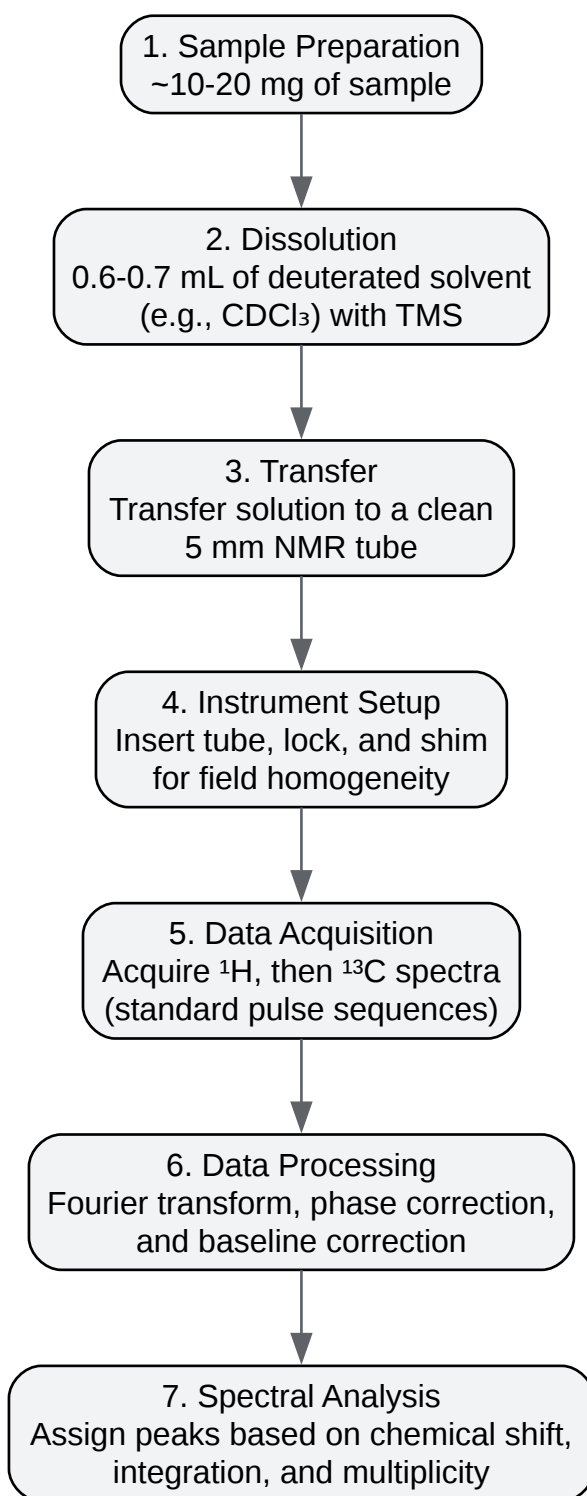 1. Sample Preparation
~10-20 mg of sample
2. Dissolution
0.6-0.7 mL of deuterated solvent
(e.g., CDCl₃) with TMS
3. Transfer
Transfer solution to a clean
5 mm NMR tube
4. Instrument Setup
Insert tube, lock, and shim
for field homogeneity
5. Data Acquisition
Acquire ¹H, then ¹³C spectra
(standard pulse sequences)
6. Data Processing
Fourier transform, phase correction,
and baseline correction
7. Spectral Analysis
Assign peaks based on chemical shift,
integration, and multiplicity